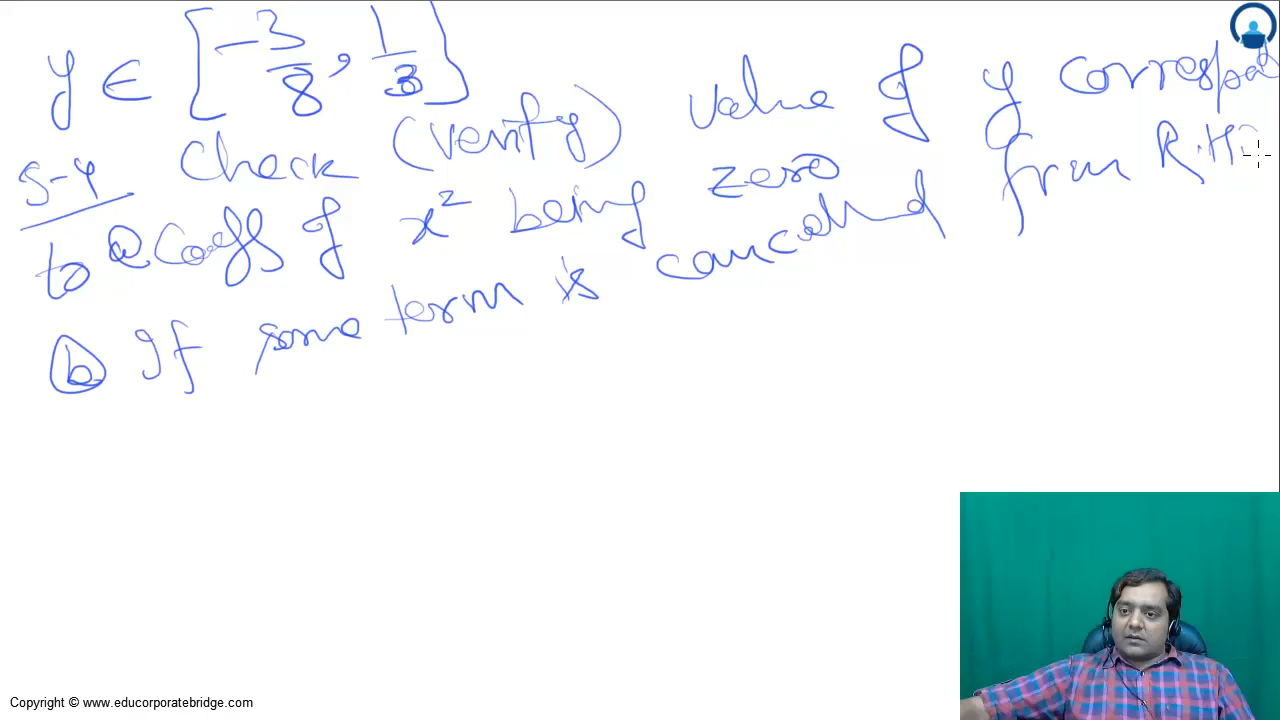 y ∈ [-3/8, 1/3]
S-4 Check (verify) value of y correspo
to ⓐ Coeff of x² being zero
ⓑ If some term is cancelled from R.H.
Copyright © www.educorporatebridge.com